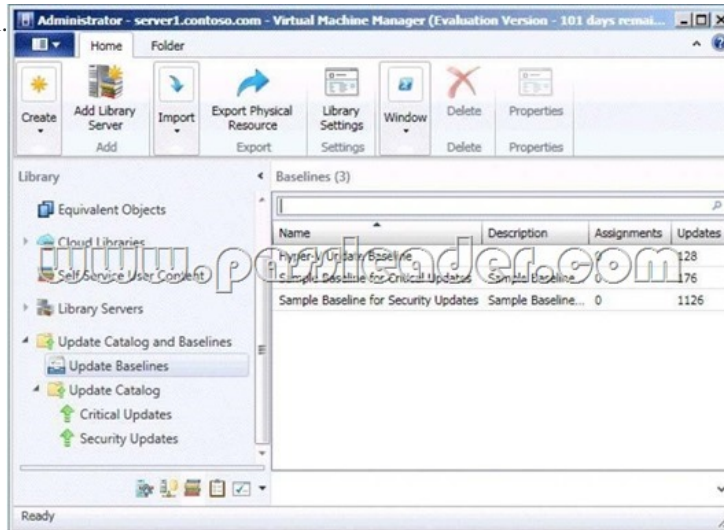 Administrator - server1.contoso.com - Virtual Machine Manager (Evaluation Version - 101 days remai...
Home Folder
Create
Add Library Server
Import
Export Physical Resource
Library Settings
Window
Delete
Properties
Add Export Settings Delete Properties
Library
Equivalent Objects
Cloud Libraries
Self Service User Content
Library Servers
Update Catalog and Baselines
Update Baselines
Update Catalog
Critical Updates
Security Updates
Baselines (3)
Name Description Assignments Updates
Hyper-V Update Baseline 0 128
Sample Baseline for Critical Updates Sample Baseline... 0 176
Sample Baseline for Security Updates Sample Baseline... 0 1126
www.passleader.com
Ready